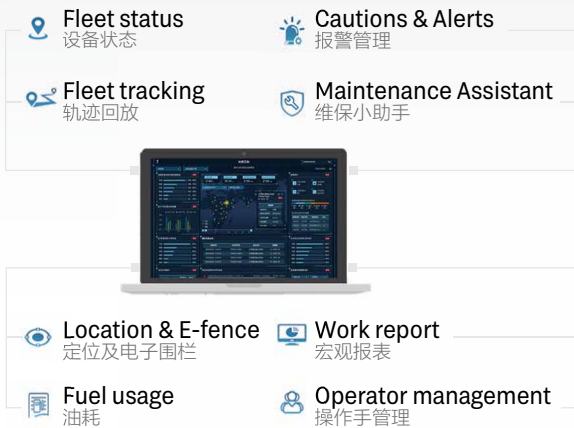 Fleet status
设备状态
Cautions & Alerts
报警管理
Fleet tracking
轨迹回放
Maintenance Assistant
维保小助手
Location & E-fence
定位及电子围栏
Work report
宏观报表
Fuel usage
油耗
Operator management
操作手管理